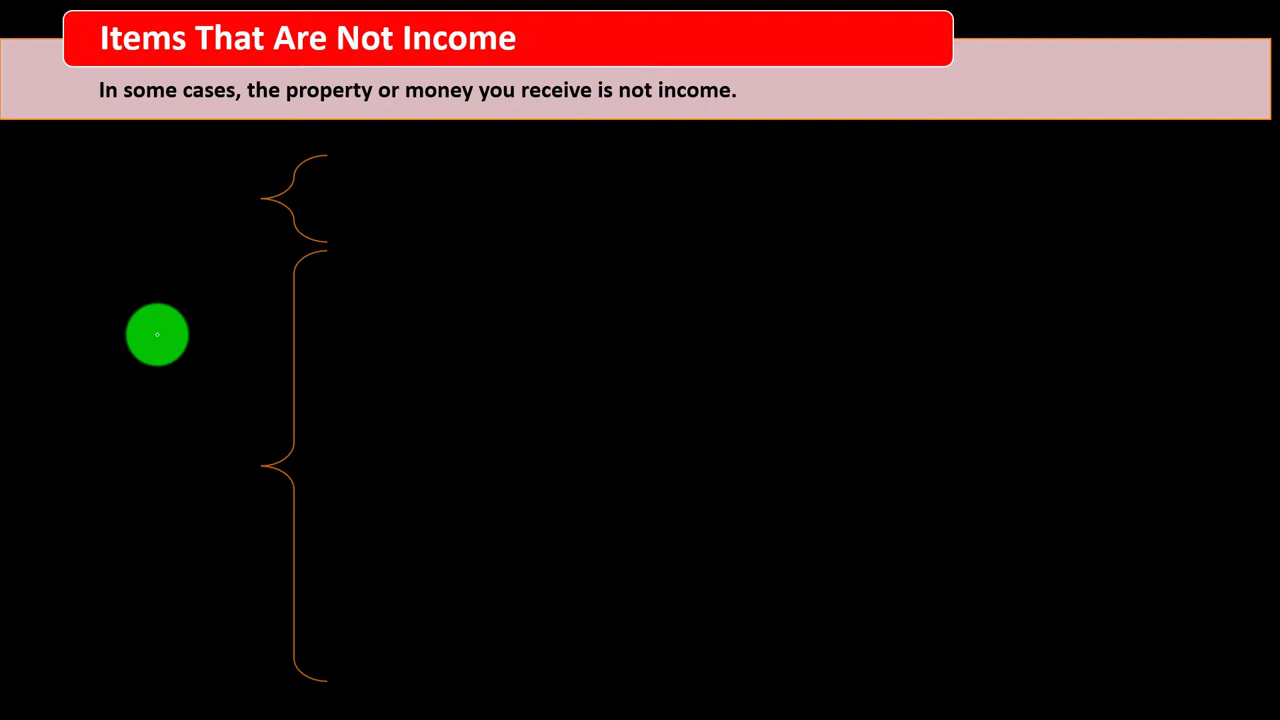 Items That Are Not Income
In some cases, the property or money you receive is not income.